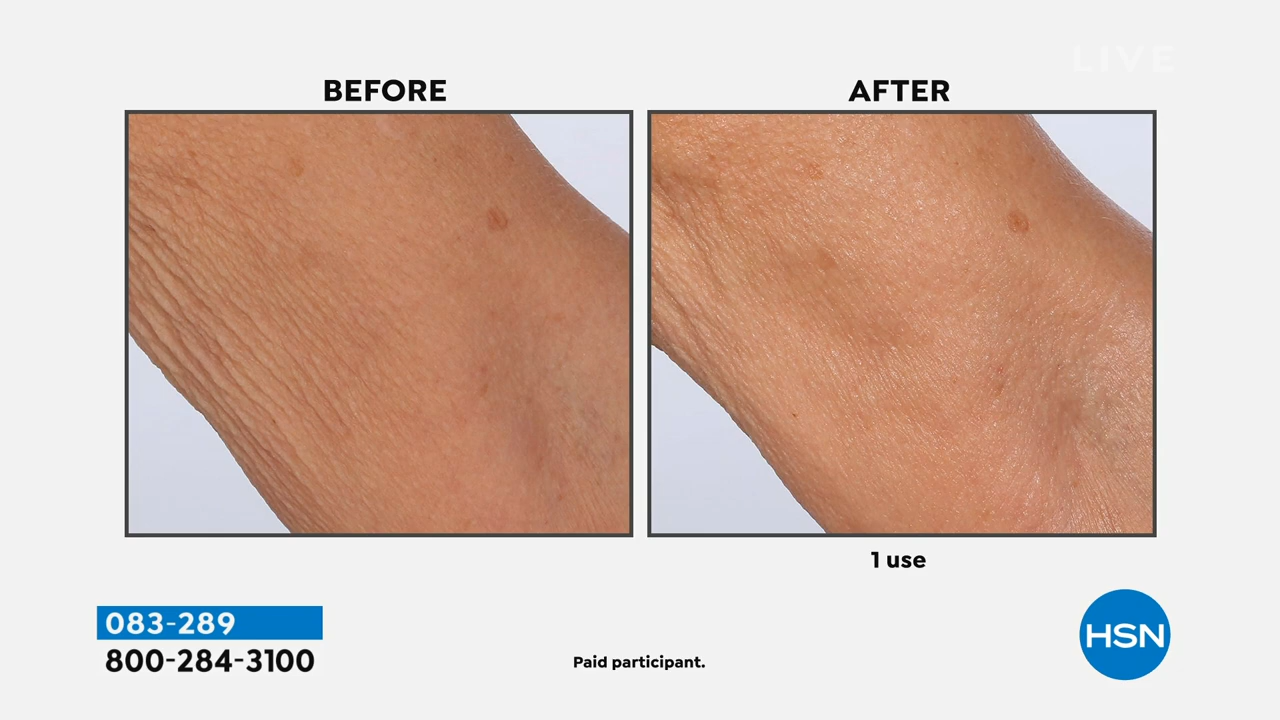 LIVE
BEFORE
AFTER
1 use
083-289
800-284-3100
Paid participant.
HSN